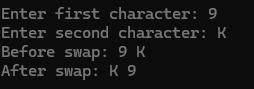 Enter first character: 9
Enter second character: K
Before swap: 9 K
After swap: K 9